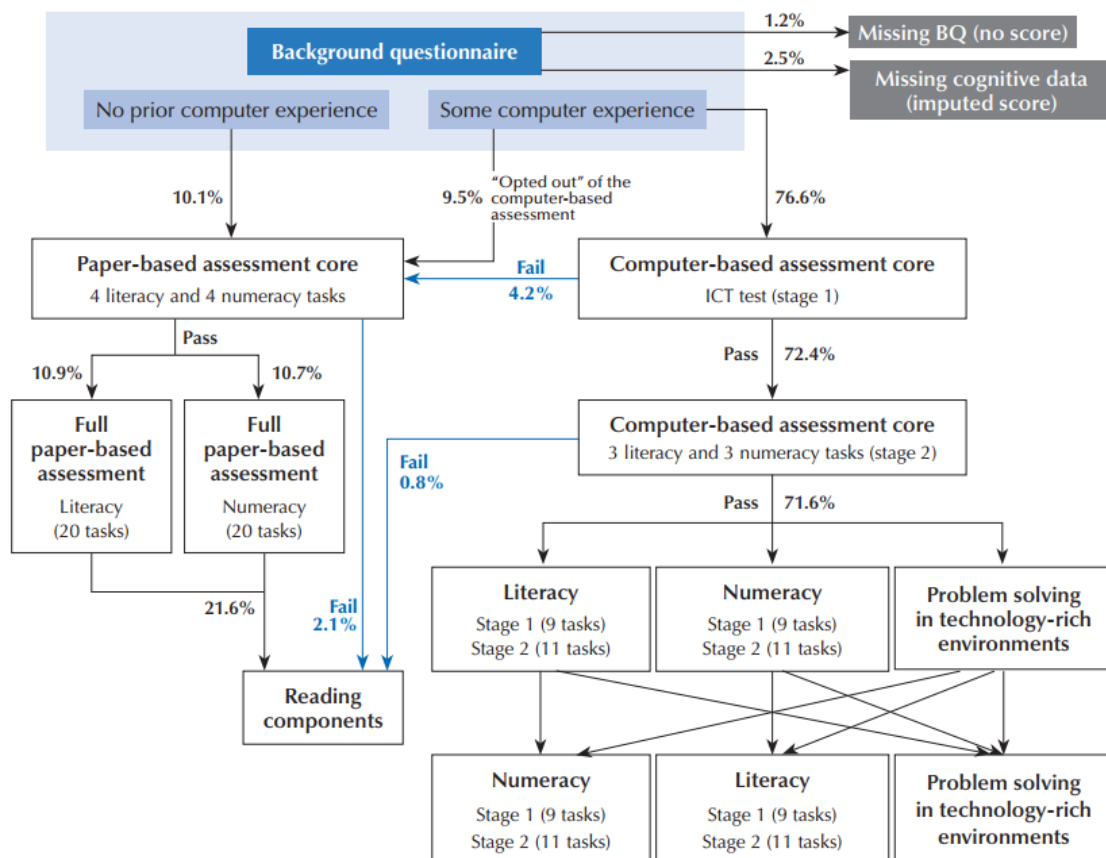 1.2%
Missing BQ (no score)
Background questionnaire
2.5%
Missing cognitive data
(imputed score)
No prior computer experience
Some computer experience
10.1%
9.5%
"Opted out" of the
computer-based
assessment
76.6%
Paper-based assessment core
4 literacy and 4 numeracy tasks
Fail
4.2%
Computer-based assessment core
ICT test (stage 1)
Pass
10.9%
10.7%
Pass 72.4%
Full
paper-based
assessment
Literacy
(20 tasks)
Full
paper-based
assessment
Numeracy
(20 tasks)
Computer-based assessment core
3 literacy and 3 numeracy tasks (stage 2)
Fail
0.8%
Pass 71.6%
21.6%
Fail
2.1%
Reading
components
Literacy
Stage 1 (9 tasks)
Stage 2 (11 tasks)
Numeracy
Stage 1 (9 tasks)
Stage 2 (11 tasks)
Problem solving
in technology-rich
environments
Numeracy
Stage 1 (9 tasks)
Stage 2 (11 tasks)
Literacy
Stage 1 (9 tasks)
Stage 2 (11 tasks)
Problem solving
in technology-rich
environments